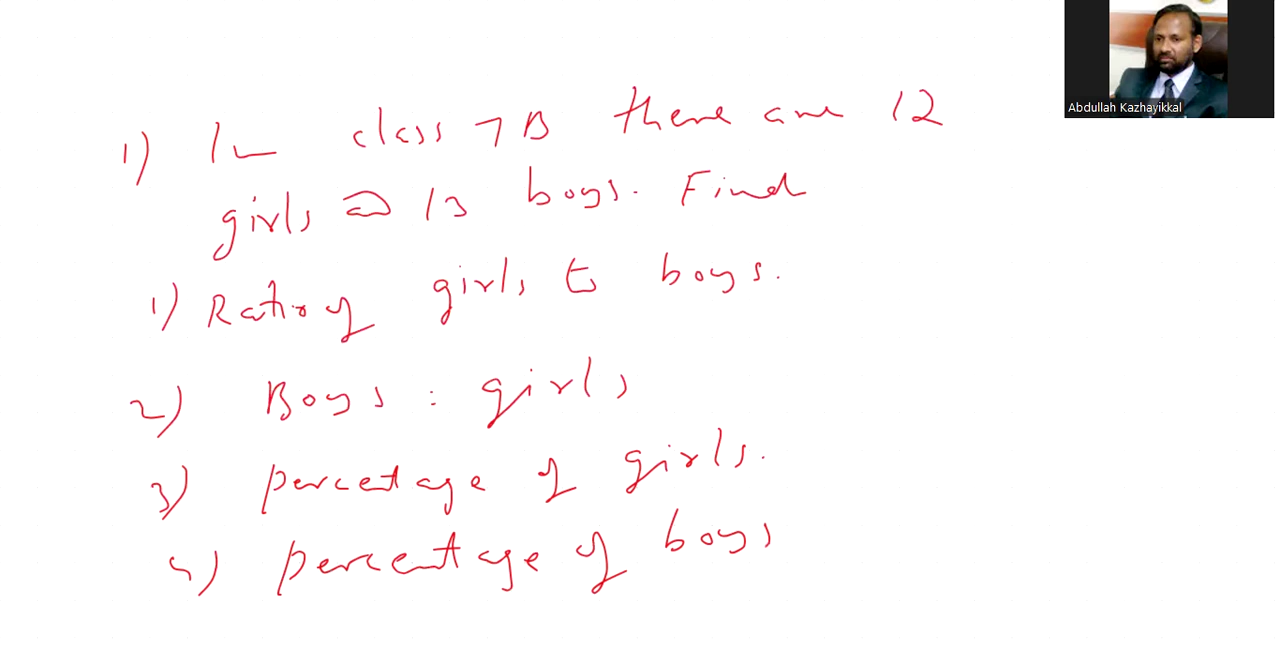 Abdullah Kazhayikkal
1) In class 7B there are 12
girls & 13 boys. Find
1) Ratio of girls to boys.
2) Boys : girls
3) percetage of girls.
4) percentage of boys